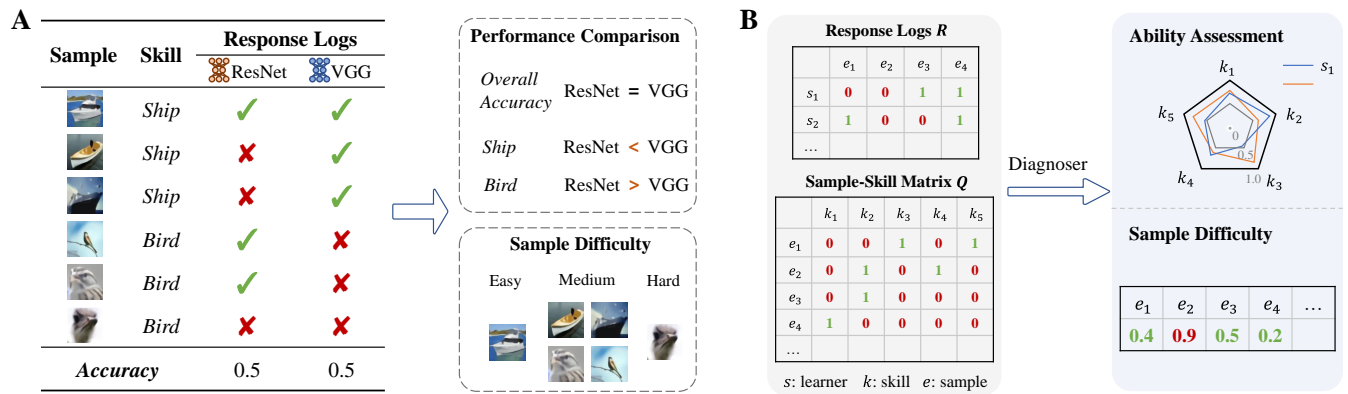 A
Sample Skill Response Logs
ResNet VGG
Ship ✓ ✓
Ship ✘ ✓
Ship ✘ ✓
Bird ✓ ✘
Bird ✓ ✘
Bird ✘ ✘
Accuracy 0.5 0.5
Performance Comparison
Overall
Accuracy ResNet = VGG
Ship ResNet < VGG
Bird ResNet > VGG
Sample Difficulty
Easy Medium Hard
B
Response Logs R
e1 e2 e3 e4
s1 0 0 1 1
s2 1 0 0 1
...
Sample-Skill Matrix Q
k1 k2 k3 k4 k5
e1 0 0 1 0 1
e2 0 1 0 1 0
e3 0 1 0 0 0
e4 1 0 0 0 0
...
s: learner k: skill e: sample
Diagnoser
Ability Assessment
s1
k1
k5 k2
0
0.5
1.0
k4 k3
Sample Difficulty
e1 e2 e3 e4 ...
0.4 0.9 0.5 0.2